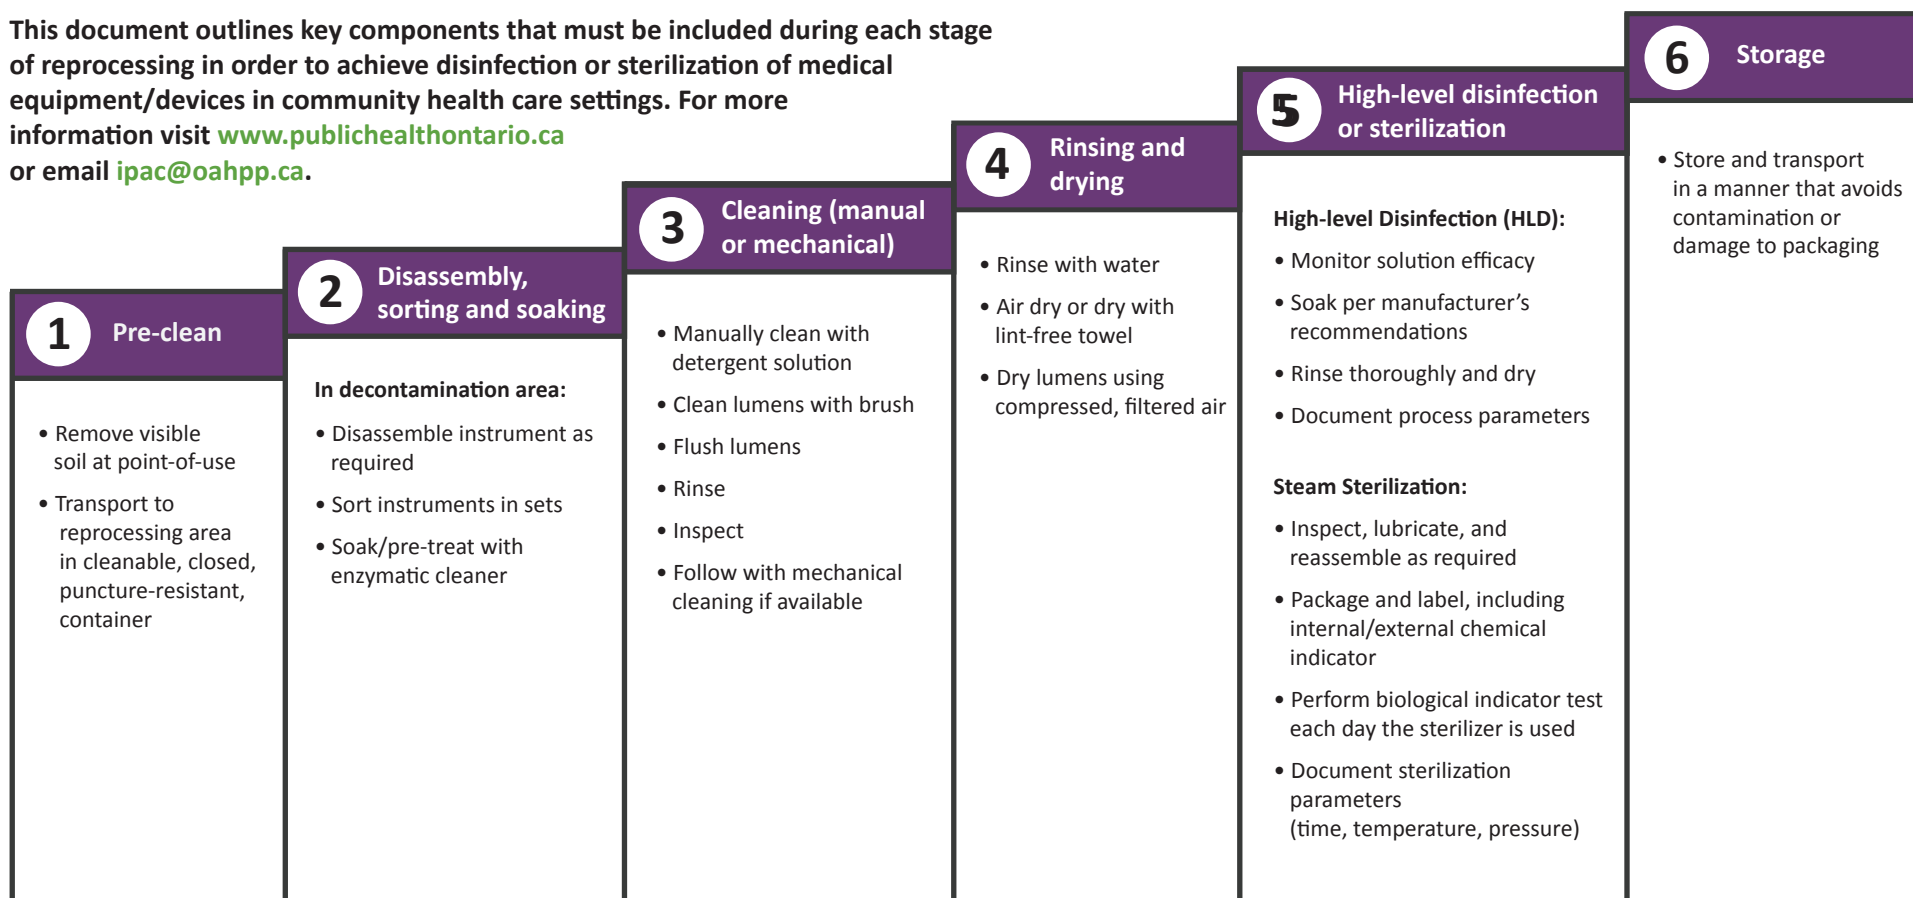 This document outlines key components that must be included during each stage
of reprocessing in order to achieve disinfection or sterilization of medical
equipment/devices in community health care settings. For more
information visit www.publichealthontario.ca
or email ipac@oahpp.ca.
1
Pre-clean
• Remove visible
soil at point-of-use
• Transport to
reprocessing area
in cleanable, closed,
puncture-resistant,
container
2
Disassembly,
sorting and soaking
In decontamination area:
• Disassemble instrument as
required
• Sort instruments in sets
• Soak/pre-treat with
enzymatic cleaner
3
Cleaning (manual
or mechanical)
• Manually clean with
detergent solution
• Clean lumens with brush
• Flush lumens
• Rinse
• Inspect
• Follow with mechanical
cleaning if available
4
Rinsing and
drying
• Rinse with water
• Air dry or dry with
lint-free towel
• Dry lumens using
compressed, filtered air
5
High-level disinfection
or sterilization
High-level Disinfection (HLD):
• Monitor solution efficacy
• Soak per manufacturer's
recommendations
• Rinse thoroughly and dry
• Document process parameters
Steam Sterilization:
• Inspect, lubricate, and
reassemble as required
• Package and label, including
internal/external chemical
indicator
• Perform biological indicator test
each day the sterilizer is used
• Document sterilization
parameters
(time, temperature, pressure)
6
Storage
• Store and transport
in a manner that avoids
contamination or
damage to packaging